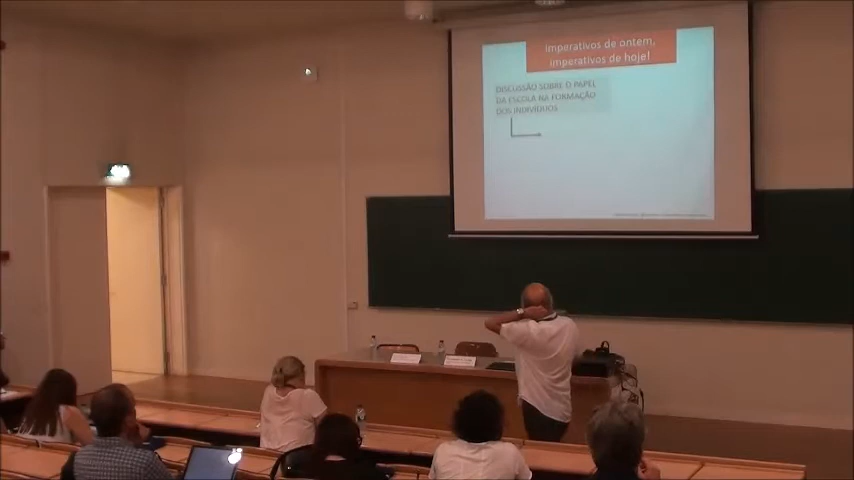 Imperativos de ontem,
imperativos de hoje!
DISCUSSÃO SOBRE O PAPEL
DA ESCOLA NA FORMAÇÃO
DOS INDIVÍDUOS